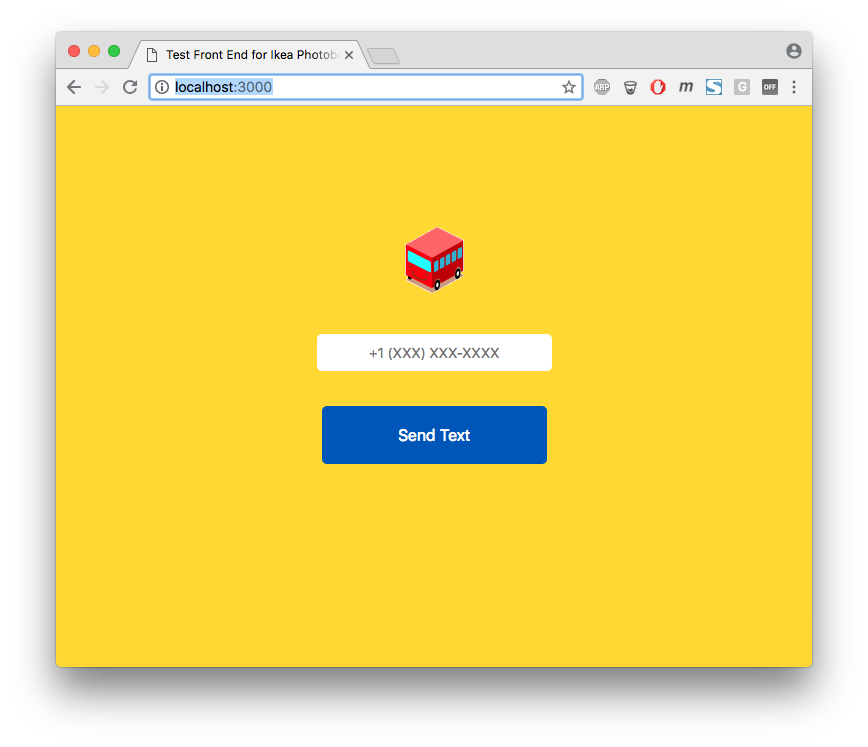 Test Front End for Ikea Photob
localhost:3000
ABP
m
S
G
OFF
+1 (XXX) XXX-XXXX
Send Text